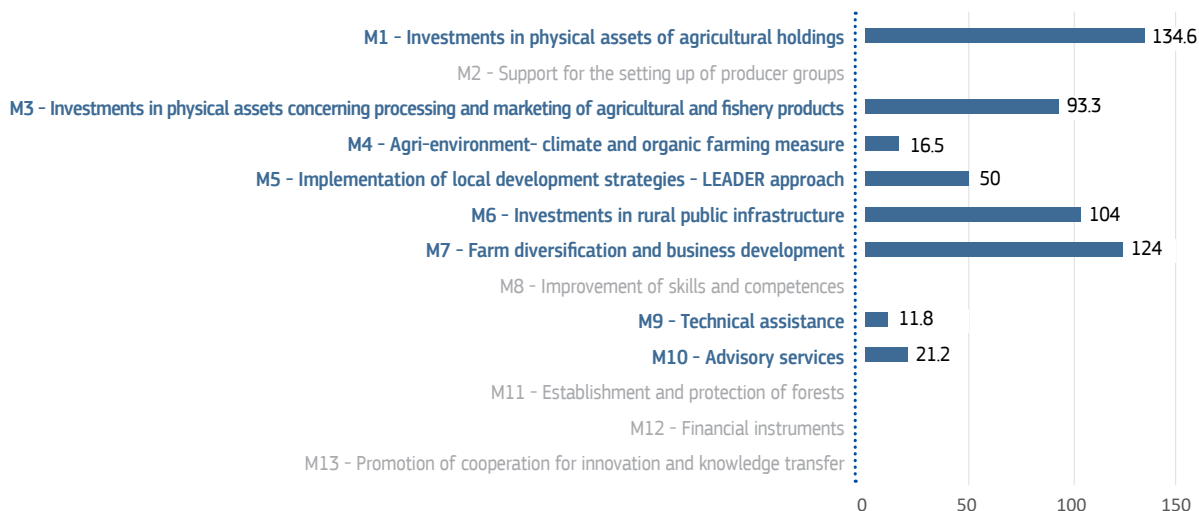 M1 - Investments in physical assets of agricultural holdings 134.6
M2 - Support for the setting up of producer groups
M3 - Investments in physical assets concerning processing and marketing of agricultural and fishery products 93.3
M4 - Agri-environment- climate and organic farming measure 16.5
M5 - Implementation of local development strategies - LEADER approach 50
M6 - Investments in rural public infrastructure 104
M7 - Farm diversification and business development 124
M8 - Improvement of skills and competences
M9 - Technical assistance 11.8
M10 - Advisory services 21.2
M11 - Establishment and protection of forests
M12 - Financial instruments
M13 - Promotion of cooperation for innovation and knowledge transfer
0 50 100 150